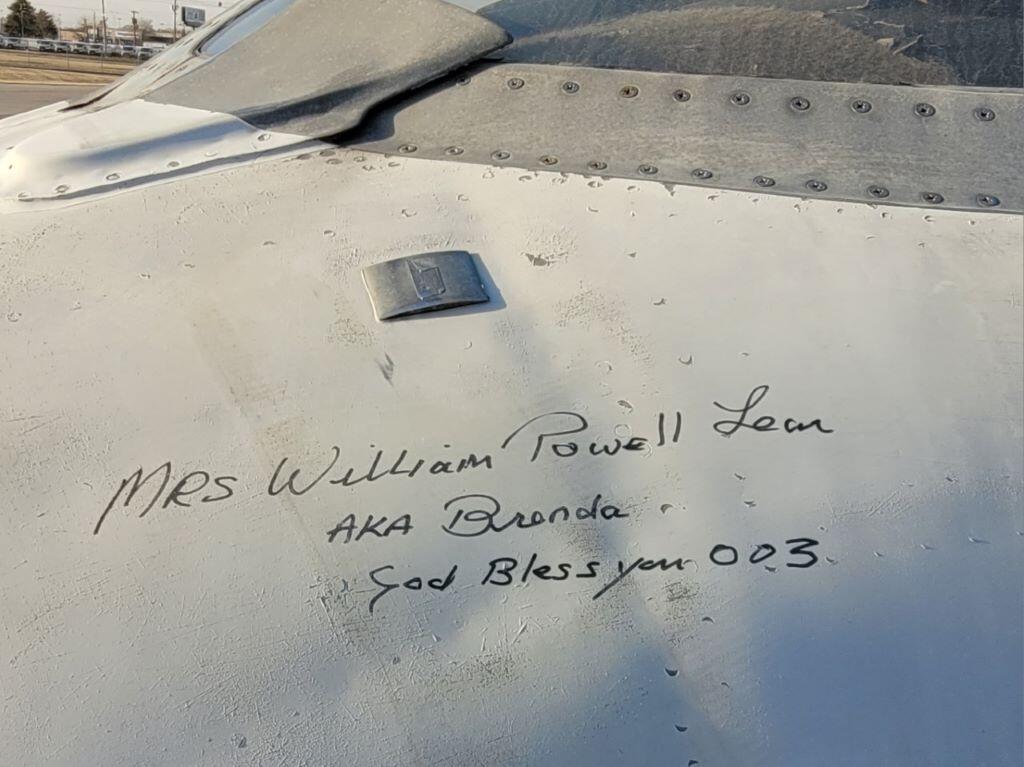 MRS William Powell Lear
AKA Brenda.
God Bless you 003.